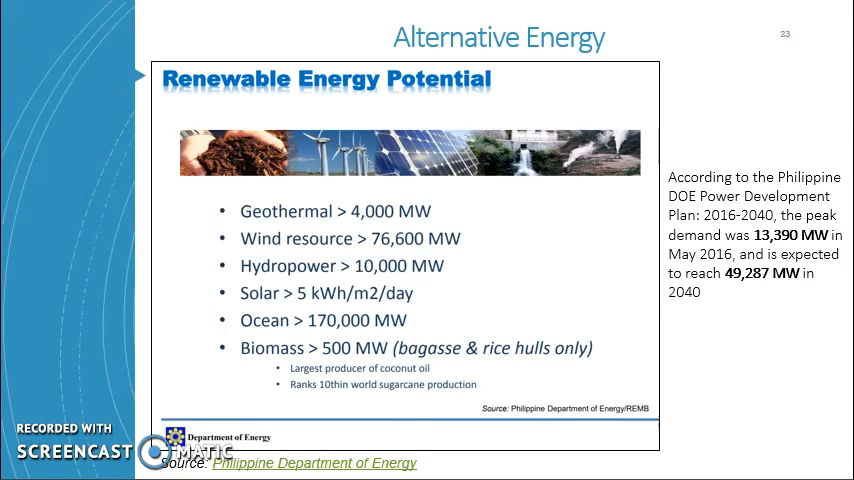 Alternative Energy
23
Renewable Energy Potential
• Geothermal > 4,000 MW
• Wind resource > 76,600 MW
• Hydropower > 10,000 MW
• Solar > 5 kWh/m2/day
• Ocean > 170,000 MW
• Biomass > 500 MW (bagasse & rice hulls only)
• Largest producer of coconut oil
• Ranks 10thin world sugarcane production
Source: Philippine Department of Energy/REMB
Department of Energy
Source: Philippine Department of Energy
According to the Philippine
DOE Power Development
Plan: 2016-2040, the peak
demand was 13,390 MW in
May 2016, and is expected
to reach 49,287 MW in
2040
RECORDED WITH
SCREENCAST MATIC